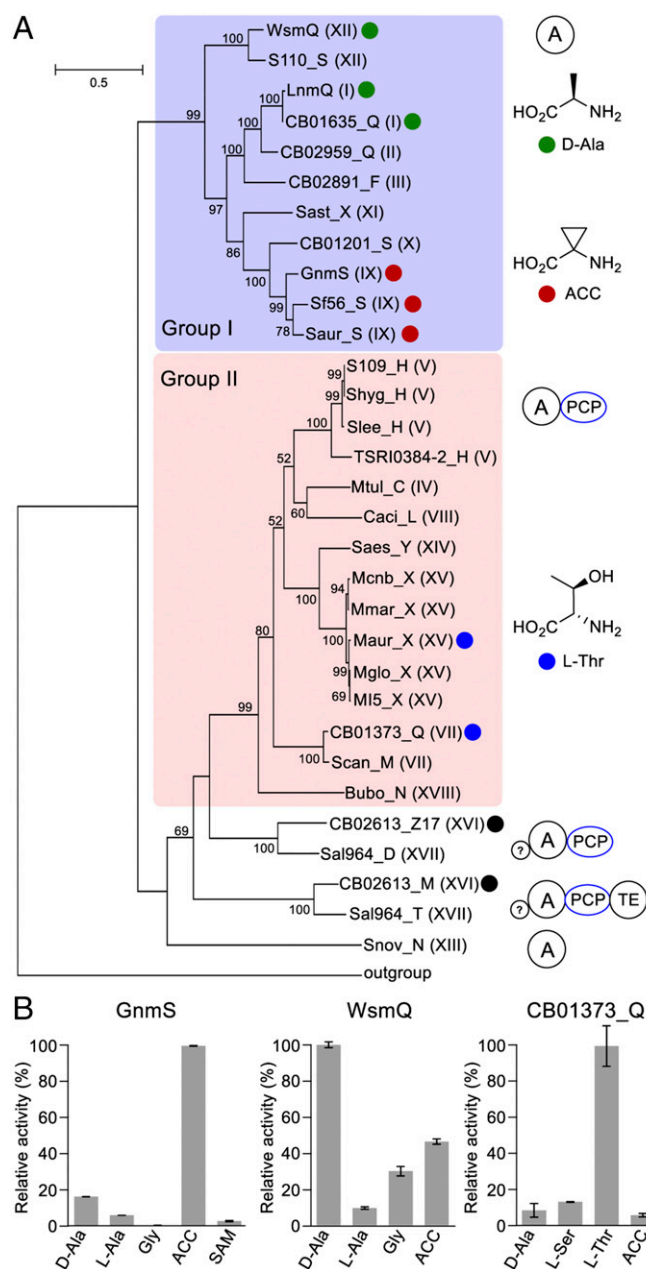 A
0.5
WsmQ (XII)
100
S110_S (XII)
LnmQ (I)
100
CB01635_Q (I)
100
99
CB02959_Q (II)
100
CB02891_F (III)
97
Sast_X (XI)
86
CB01201_S (X)
100
GnmS (IX)
99
Sf56_S (IX)
78
Saur_S (IX)
Group I
A
HO₂C NH₂
D-Ala
HO₂C NH₂
ACC
Group II
S109_H (V)
99
Shyg_H (V)
99
Slee_H (V)
100
TSRI0384-2_H (V)
52
Mtul_C (IV)
60
Caci_L (VIII)
52
Saes_Y (XIV)
100
Mcnb_X (XV)
94
Mmar_X (XV)
100
Maur_X (XV)
80
Mglo_X (XV)
99
MI5_X (XV)
69
CB01373_Q (VII)
100
Scan_M (VII)
99
Bubo_N (XVIII)
A PCP
OH
HO₂C NH₂
L-Thr
CB02613_Z17 (XVI)
100
Sal964_D (XVII)
69
CB02613_M (XVI)
100
Sal964_T (XVII)
Snov_N (XIII)
outgroup
? A PCP
? A PCP TE
A
B
GnmS
Relative activity (%)
100
80
60
40
20
0
D-Ala L-Ala Gly ACC SAM
WsmQ
Relative activity (%)
100
80
60
40
20
0
D-Ala L-Ala Gly ACC
CB01373_Q
Relative activity (%)
100
80
60
40
20
0
D-Ala L-Ser L-Thr ACC